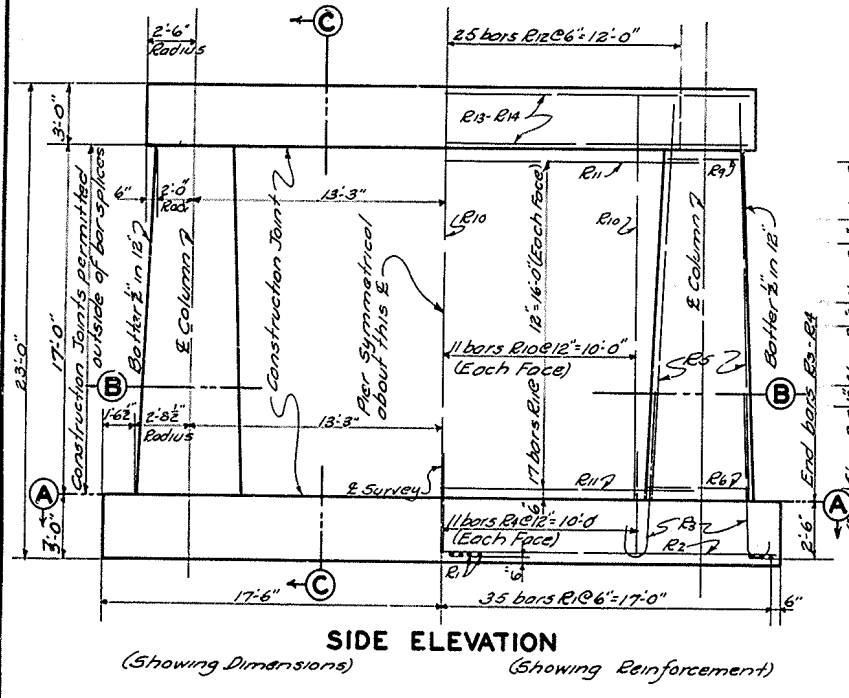 2'-6"
Radius
C
25 bars R12@6"=12'-0"
3'-0"
R13-R14
6"
2'-0"
Rad.
13'-3"
R11
R9
R10
R10
Construction Joints permitted
outside of bar splices
Batter ½" in 12"
℄ Column
Construction Joint
Pier Symmetrical
about this ℄
17 bars R11@ 12"=16'-0"(Each Face)
℄ Column
Batter ½" in 12"
23'-0"
17'-0"
11 bars R10@12"=10'-0"
(Each Face)
R5
B
B
1'-6½"
2'-8½"
Radius
13'-3"
End bars R3-R4
℄ Survey
R11
R6
A
A
3'-0"
6"
11 bars R4@12"=10'-0
(Each Face)
R3
R2
2'-6"
R1
6"
C
17'-6"
35 bars R1@6"=17'-0"
6"
SIDE ELEVATION
(Showing Dimensions)
(Showing Reinforcement)